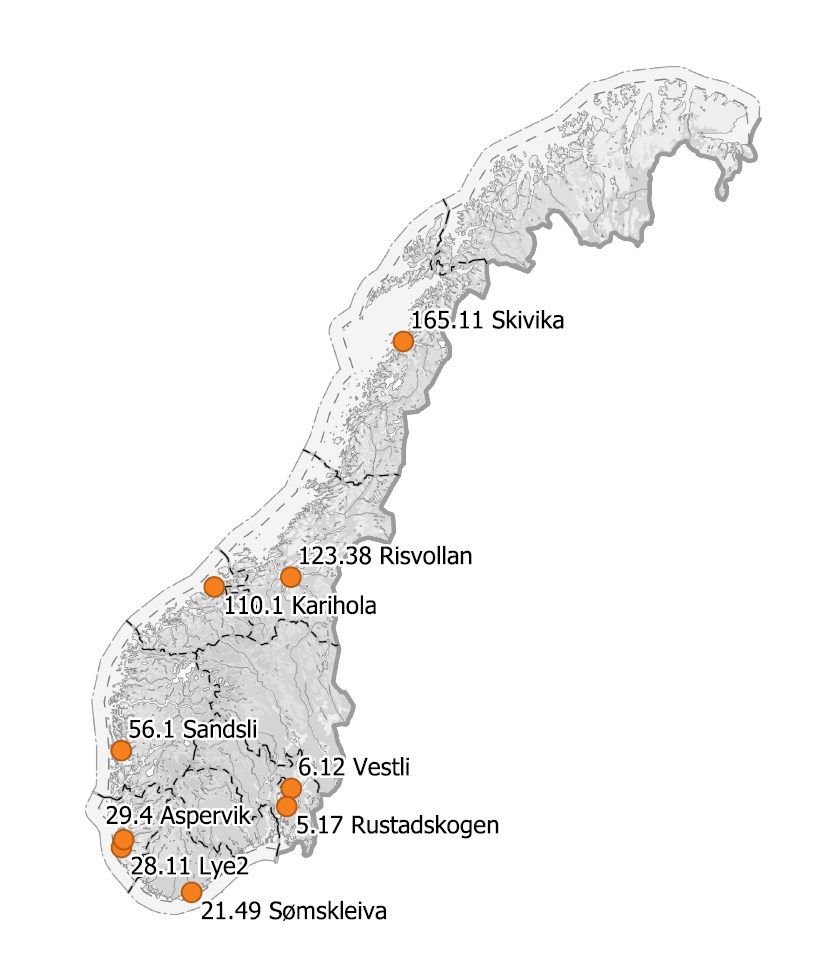 165.11 Skivika
123.38 Risvollan
110.1 Karihola
56.1 Sandsli
6.12 Vestli
29.4 Aspervik
5.17 Rustadskogen
28.11 Lye2
21.49 Sømskleiva